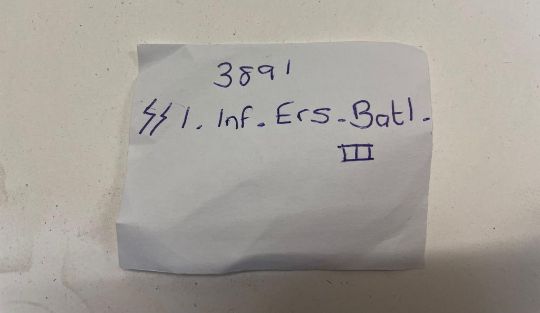 3891
ᛋᛋ 1. Inf. Ers.-Batl.
III